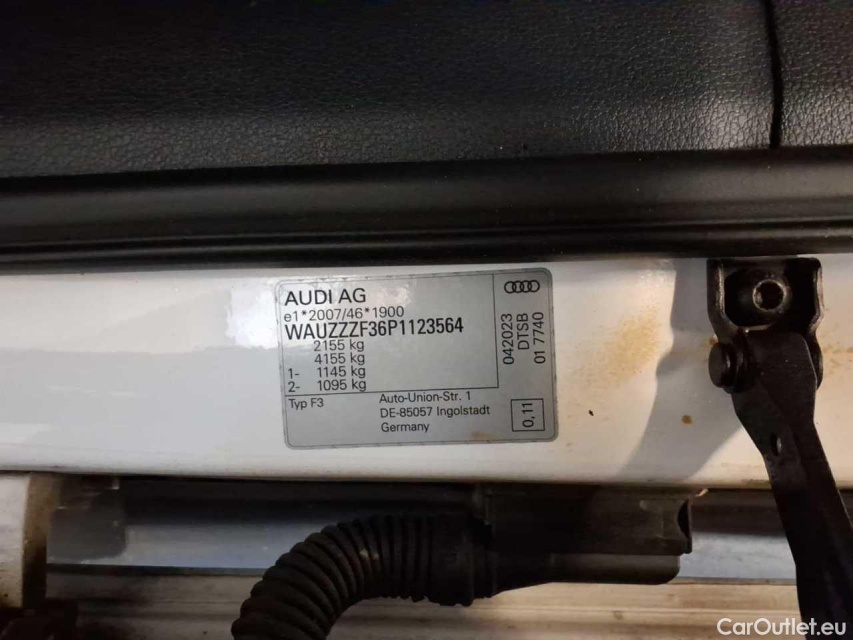 AUDI AG
e1*2007/46*1900
WAUZZZF36P1123564
2155 kg
4155 kg
1- 1145 kg
2- 1095 kg
Typ F3
Auto-Union-Str. 1
DE-85057 Ingolstadt
Germany
042023
DTSB
01 7740
0,11
CarOutlet.eu